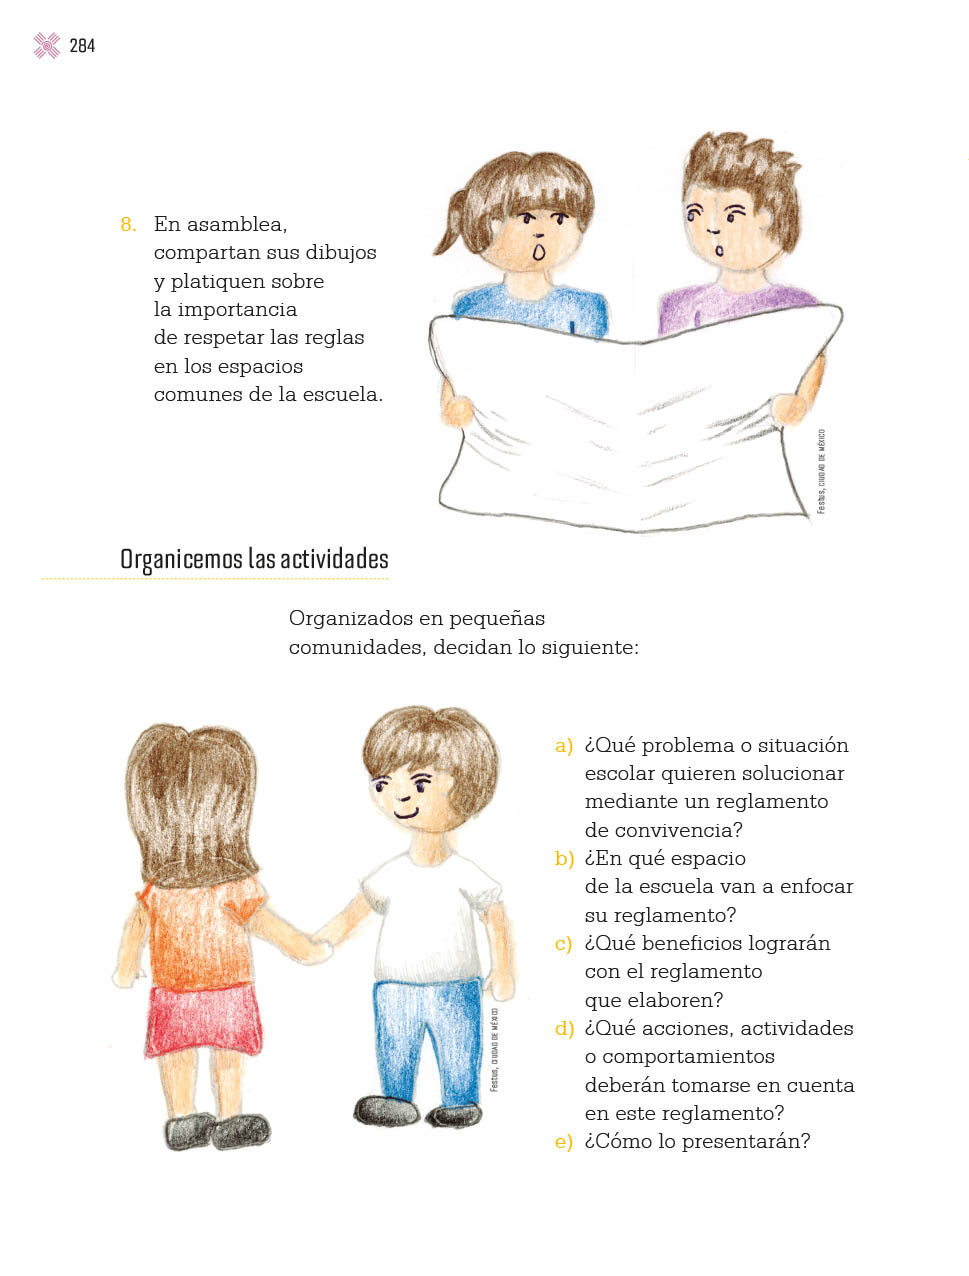 284
8. En asamblea,
compartan sus dibujos
y platiquen sobre
la importancia
de respetar las reglas
en los espacios
comunes de la escuela.
Festus, CIUDAD DE MÉXICO
Organicemos las actividades
Organizados en pequeñas
comunidades, decidan lo siguiente:
a) ¿Qué problema o situación
escolar quieren solucionar
mediante un reglamento
de convivencia?
b) ¿En qué espacio
de la escuela van a enfocar
su reglamento?
c) ¿Qué beneficios lograrán
con el reglamento
que elaboren?
d) ¿Qué acciones, actividades
o comportamientos
deberán tomarse en cuenta
en este reglamento?
e) ¿Cómo lo presentarán?
Festus, CIUDAD DE MÉXICO